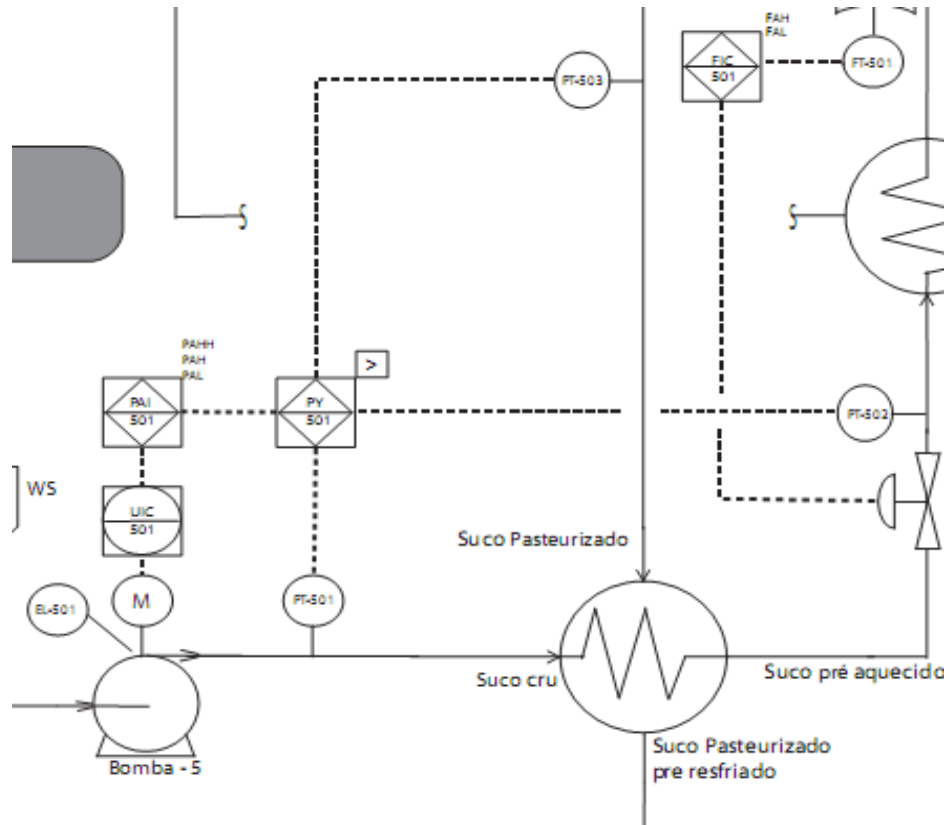 FAH
FAL
FIC
501
FT-501
PT-503
PAHH
PAH
PAL
>
PAI
501
PY
501
PT-502
WS
UIC
501
Suco Pasteurizado
EL-501
M
PT-501
Suco cru
Suco pré aquecido
Suco Pasteurizado
pre resfriado
Bomba - 5